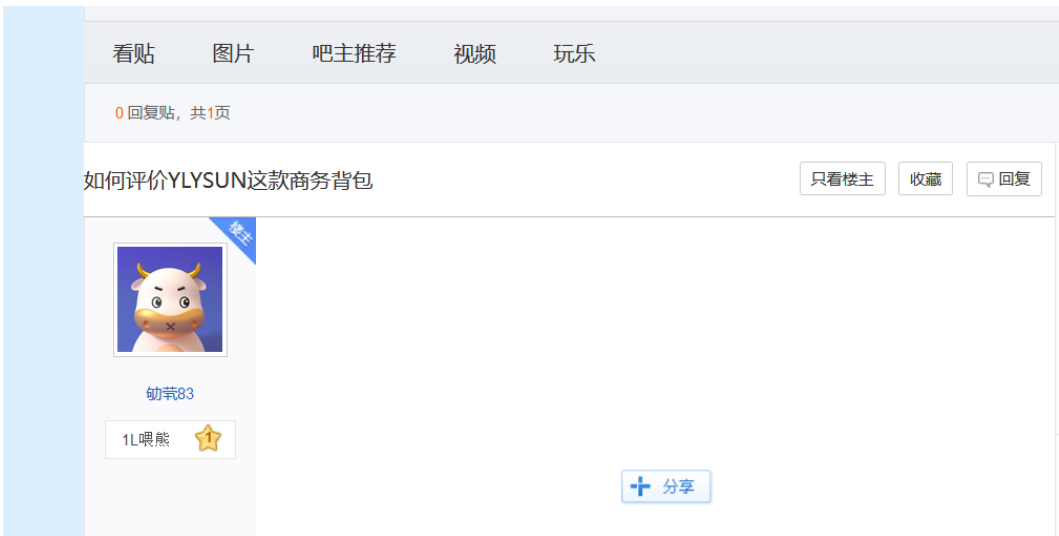 看贴 图片 吧主推荐 视频 玩乐
0回复贴，共1页
如何评价YLYSUN这款商务背包 只看楼主 收藏 回复
楼主
1L喂熊 1
分享